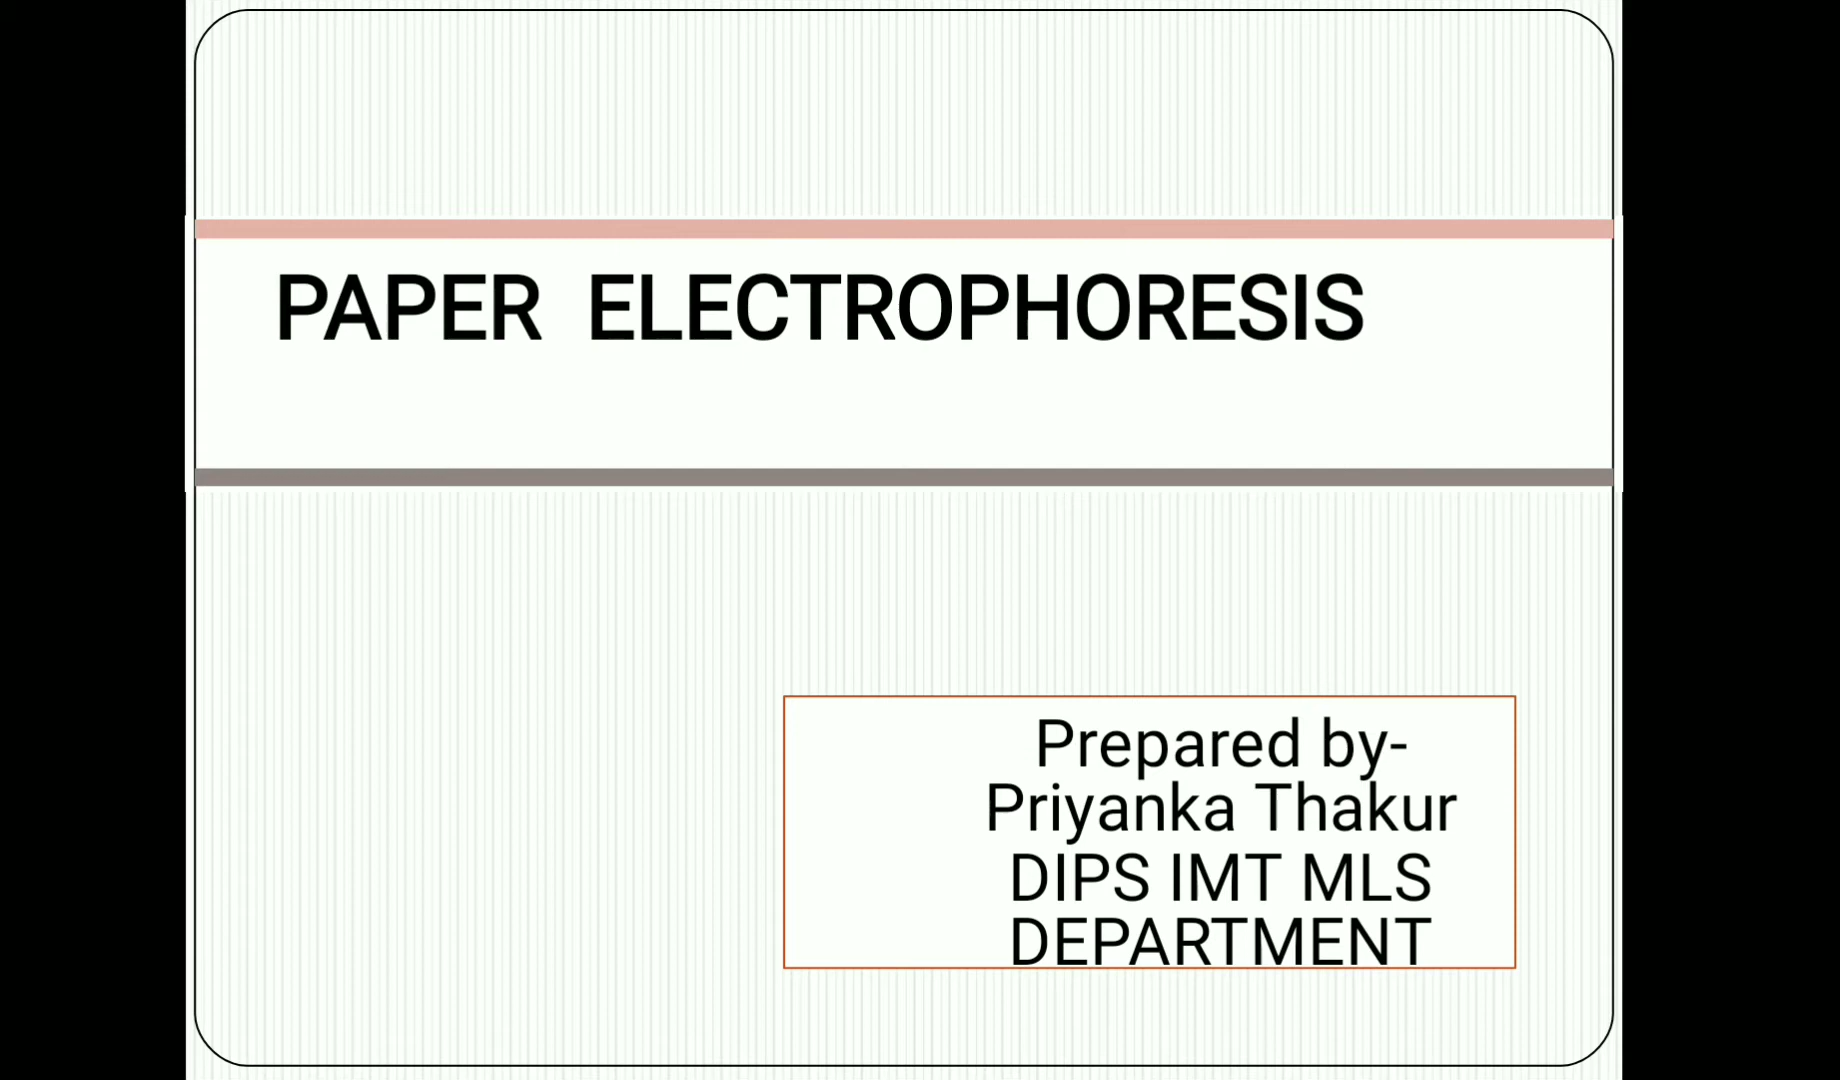 PAPER ELECTROPHORESIS
Prepared by-
Priyanka Thakur
DIPS IMT MLS
DEPARTMENT